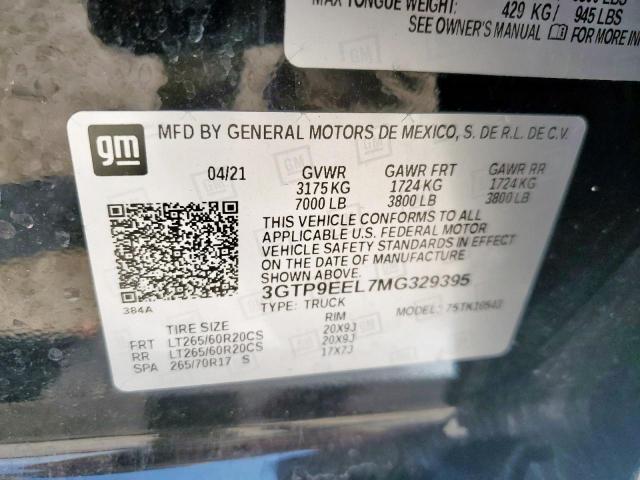 MAX TONGUE WEIGHT: 429 KG/ 945 LBS
SEE OWNER'S MANUAL FOR MORE IN
gm MFD BY GENERAL MOTORS DE MEXICO, S. DE R.L. DE C.V.
04/21 GVWR GAWR FRT GAWR RR
3175 KG 1724 KG 1724 KG
7000 LB 3800 LB 3800 LB
THIS VEHICLE CONFORMS TO ALL
APPLICABLE U.S. FEDERAL MOTOR
VEHICLE SAFETY STANDARDS IN EFFECT
ON THE DATE OF MANUFACTURE
SHOWN ABOVE.
3GTP9EEL7MG329395
384A TYPE: TRUCK MODEL: 75TK10543
TIRE SIZE RIM
FRT LT265/60R20CS 20X9J
RR LT265/60R20CS 20X9J
SPA 265/70R17 S 17X7J